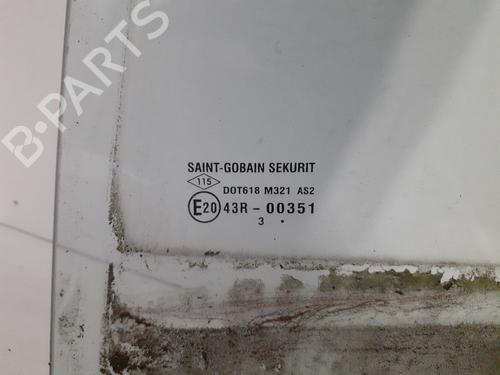 B-PARTS
SAINT-GOBAIN SEKURIT
115 DOT618 M321 AS2
E20 43R - 00351
3 .